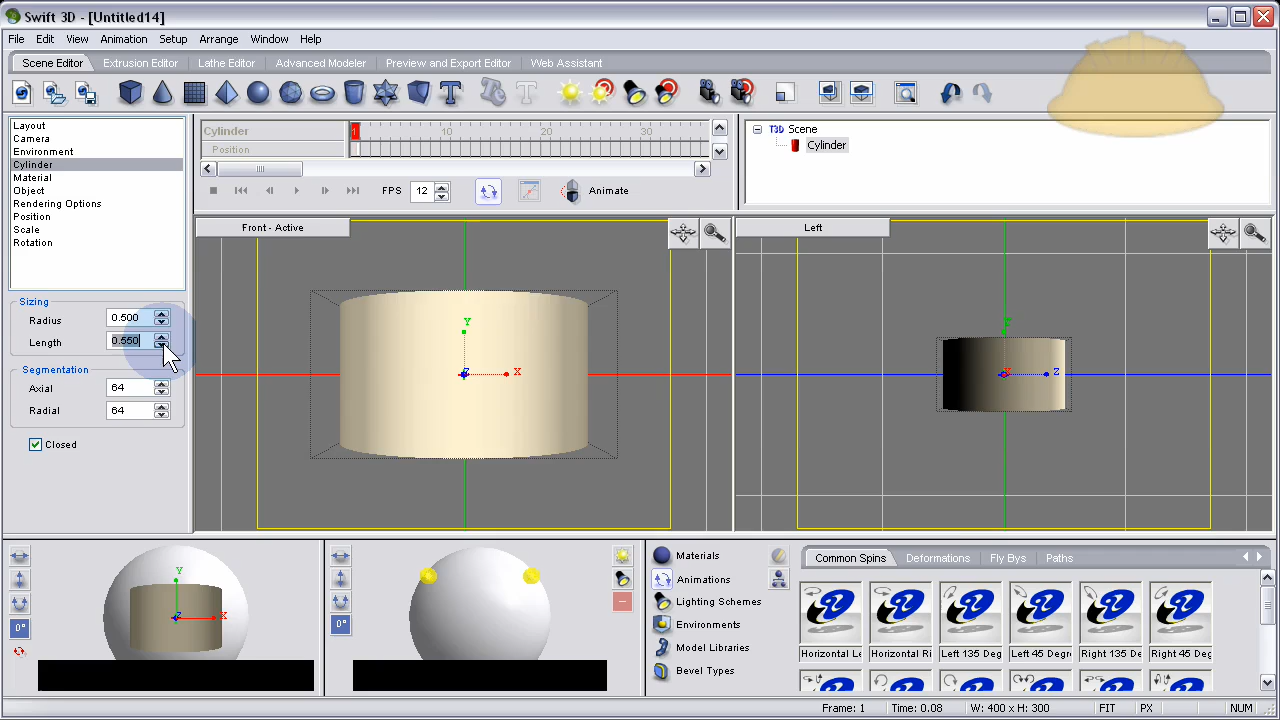 Swift 3D - [Untitled14]
File Edit View Animation Setup Arrange Window Help
Scene Editor Extrusion Editor Lathe Editor Advanced Modeler Preview and Export Editor Web Assistant
Layout
Camera
Environment
Cylinder
Material
Object
Rendering Options
Position
Scale
Rotation
Cylinder
Position
1 10 20 30
FPS 12 Animate
T3D Scene
Cylinder
Front - Active
Left
Sizing
Radius 0.500
Length 0.550
Segmentation
Axial 64
Radial 64
Closed
Y
X
Z
Y
X
Z
Y
X
Z
0°
0°
Materials
Animations
Lighting Schemes
Environments
Model Libraries
Bevel Types
Common Spins Deformations Fly Bys Paths
Horizontal Le Horizontal Ri Left 135 Deg Left 45 Degr Right 135 De Right 45 Deg
Frame: 1 Time: 0.08 W: 400 x H: 300 FIT PX NUM